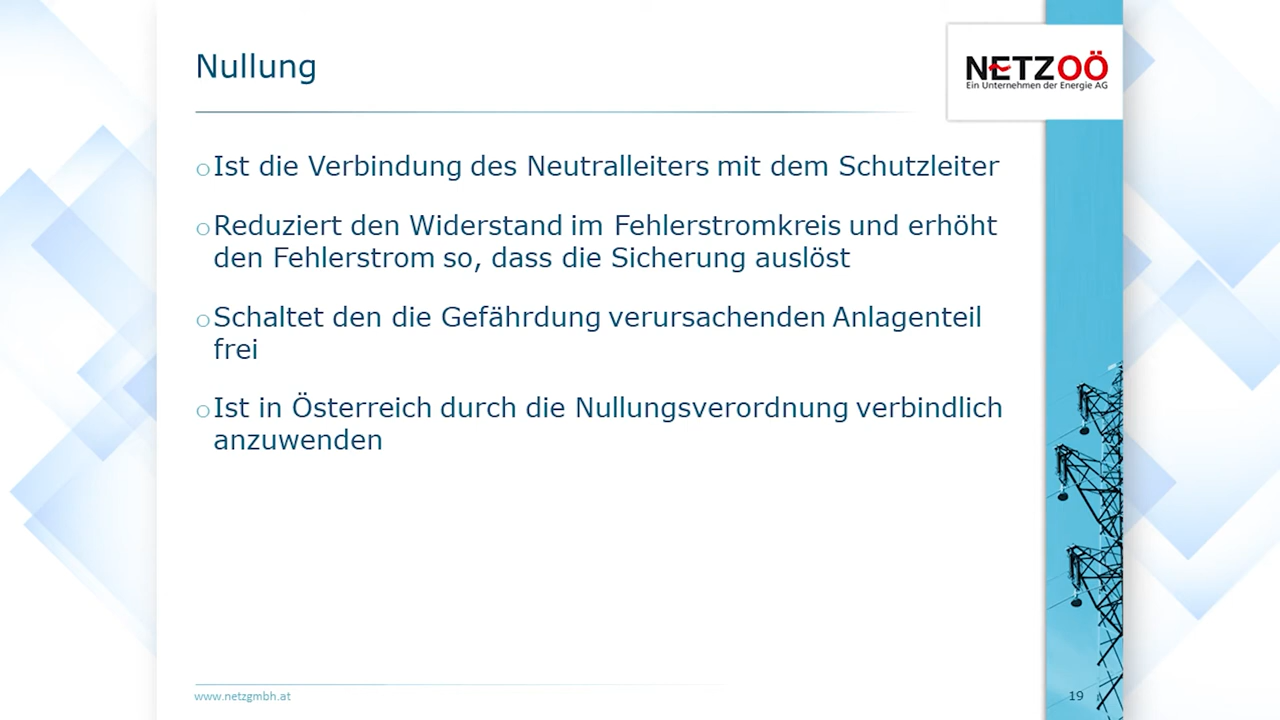 Nullung
NETZOÖ
Ein Unternehmen der Energie AG
Ist die Verbindung des Neutralleiters mit dem Schutzleiter
Reduziert den Widerstand im Fehlerstromkreis und erhöht
den Fehlerstrom so, dass die Sicherung auslöst
Schaltet den die Gefährdung verursachenden Anlagenteil
frei
Ist in Österreich durch die Nullungsverordnung verbindlich
anzuwenden
www.netzgmbh.at
19